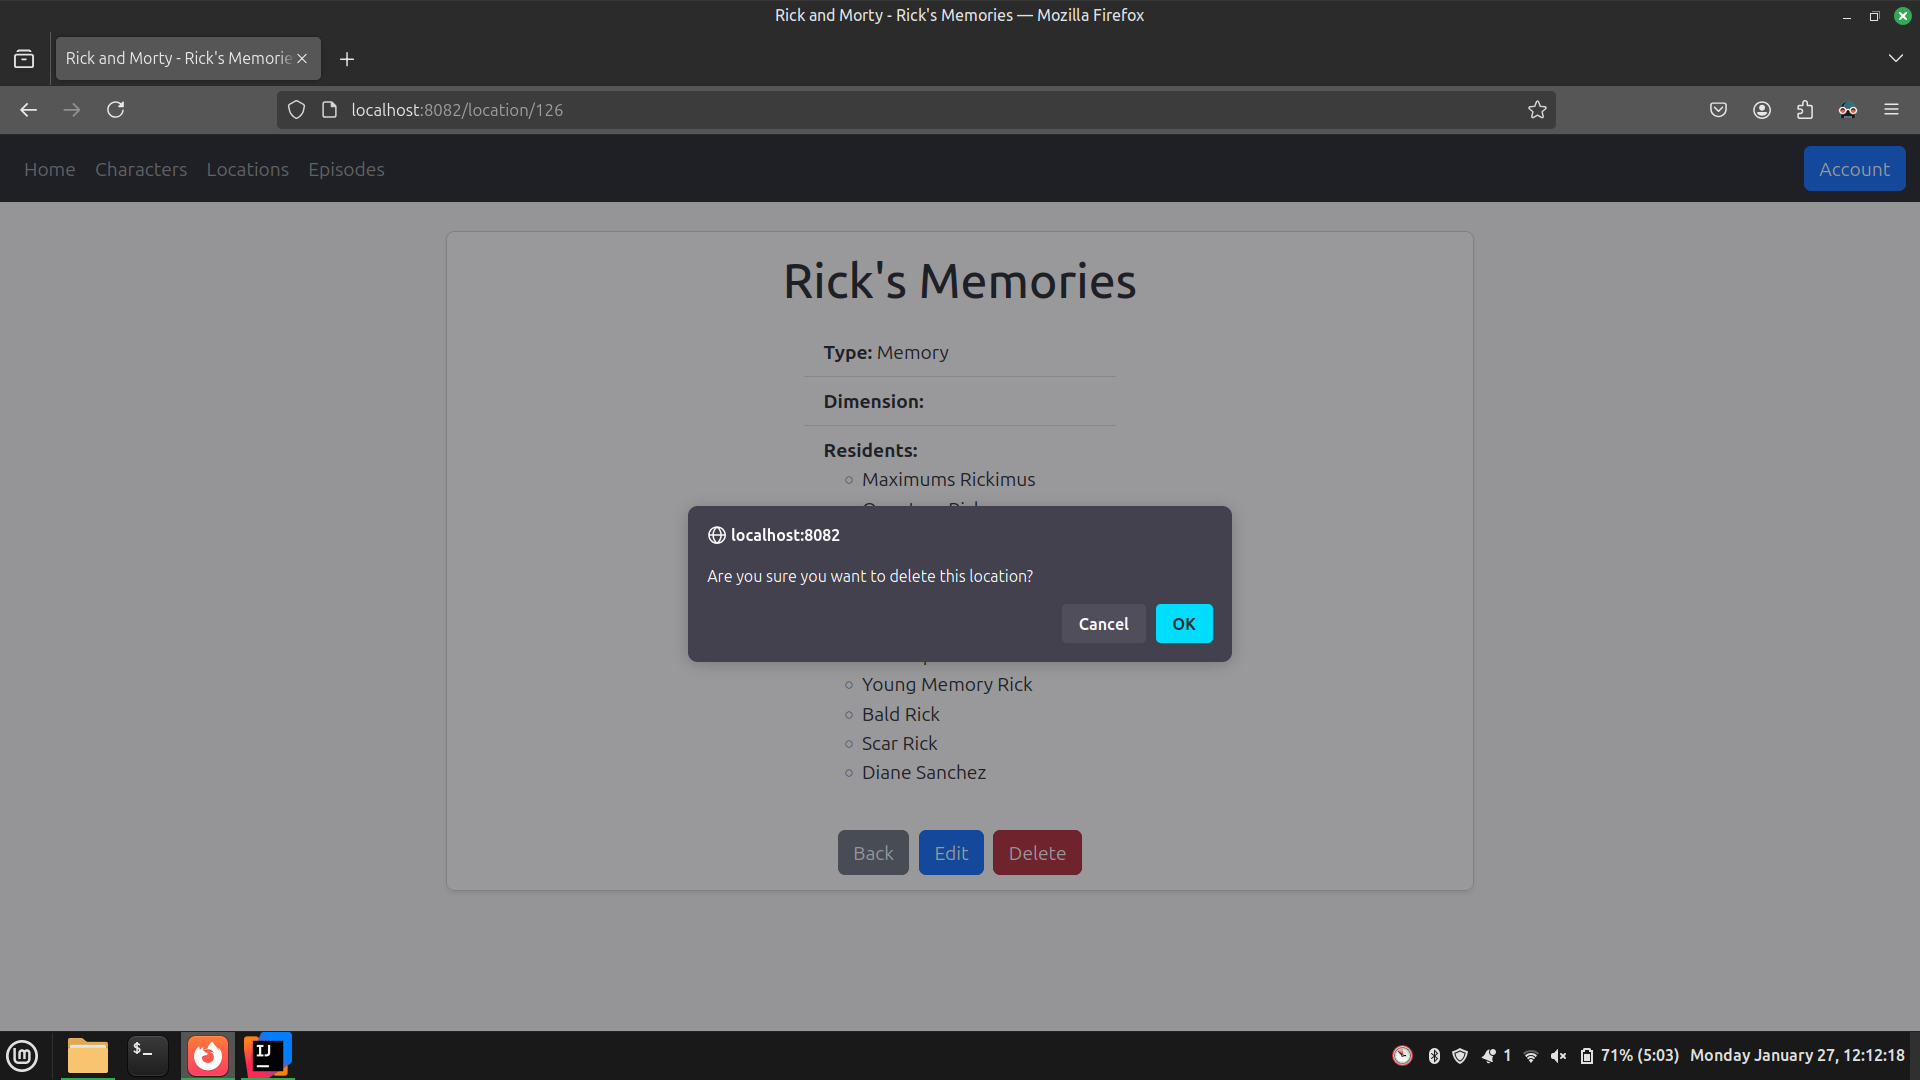 Rick and Morty - Rick's Memories — Mozilla Firefox
Rick and Morty - Rick's Memorie
localhost:8082/location/126
Home Characters Locations Episodes Account
Rick's Memories
Type: Memory
Dimension:
Residents:
Maximums Rickimus
localhost:8082
Are you sure you want to delete this location?
Cancel OK
Young Memory Rick
Bald Rick
Scar Rick
Diane Sanchez
Back Edit Delete
$_
IJ
1 71% (5:03) Monday January 27, 12:12:18